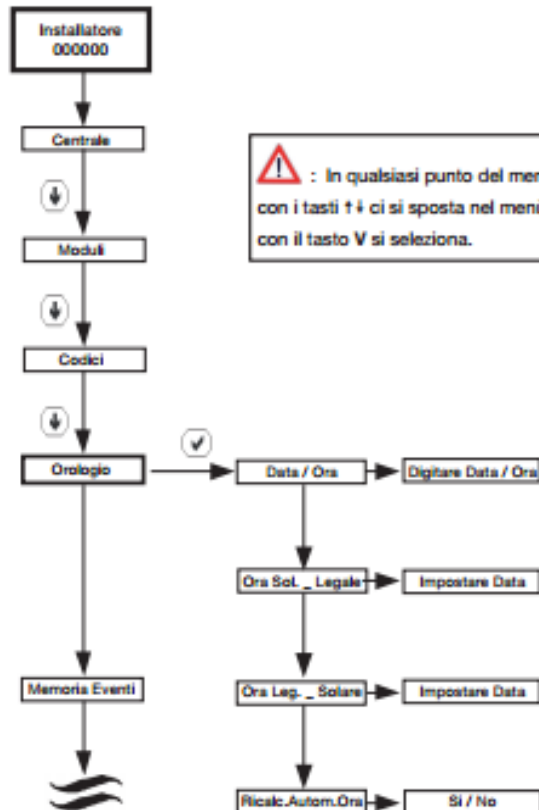 Installatore
000000
Centrale
: In qualsiasi punto del men
con i tasti ↑↓ ci si sposta nel menù
con il tasto V si seleziona.
Moduli
Codici
Orologio
Data / Ora
Digitare Data / Ora
Ora Sol. _ Legale
Impostare Data
Memoria Eventi
Ora Leg. _ Solare
Impostare Data
Ricalc.Autom.Ora
Si / No